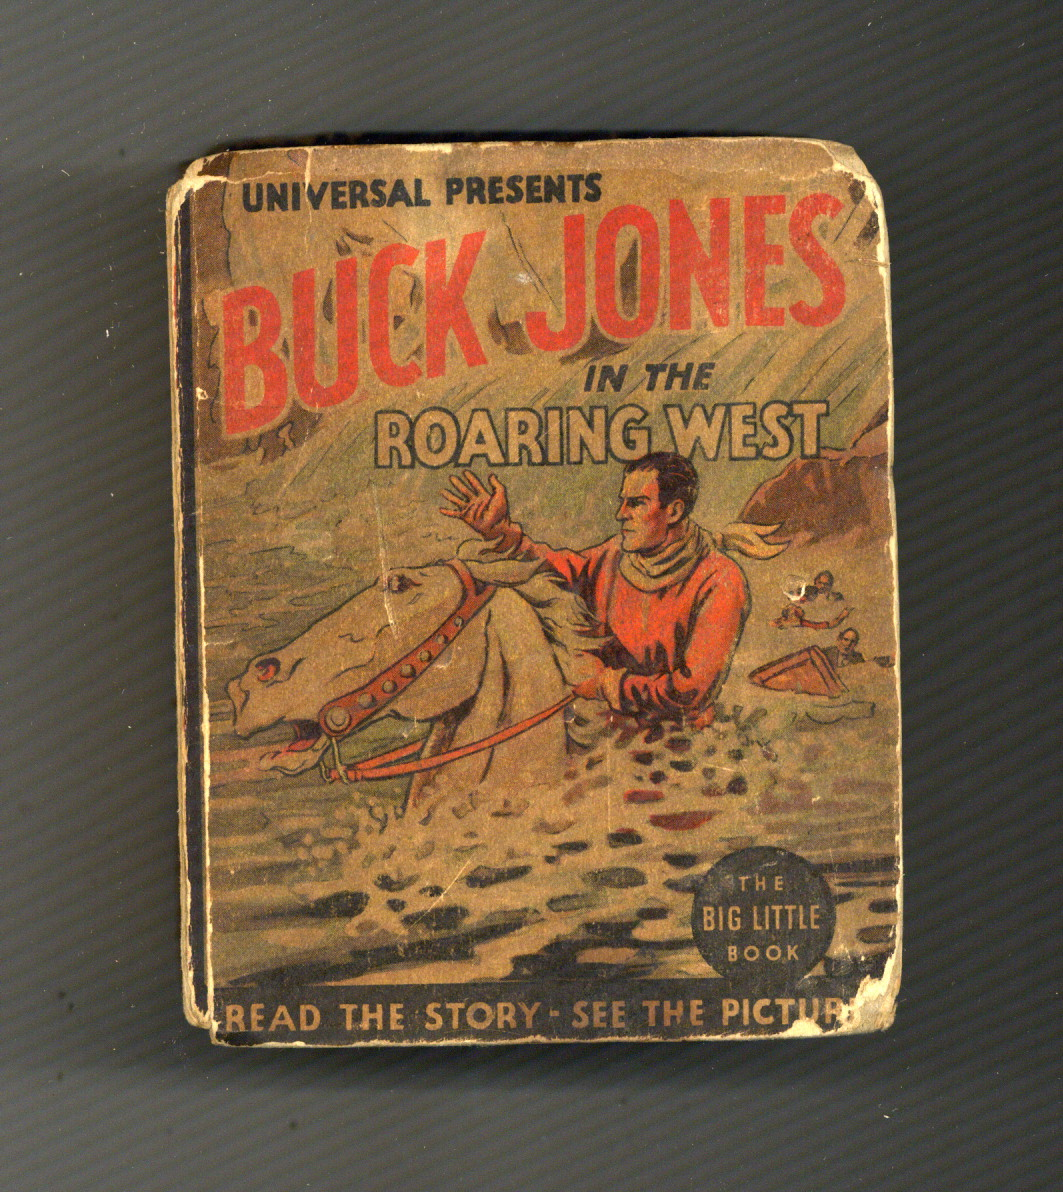 UNIVERSAL PRESENTS
BUCK JONES
IN THE
ROARING WEST
THE
BIG LITTLE
BOOK
READ THE STORY - SEE THE PICTUR